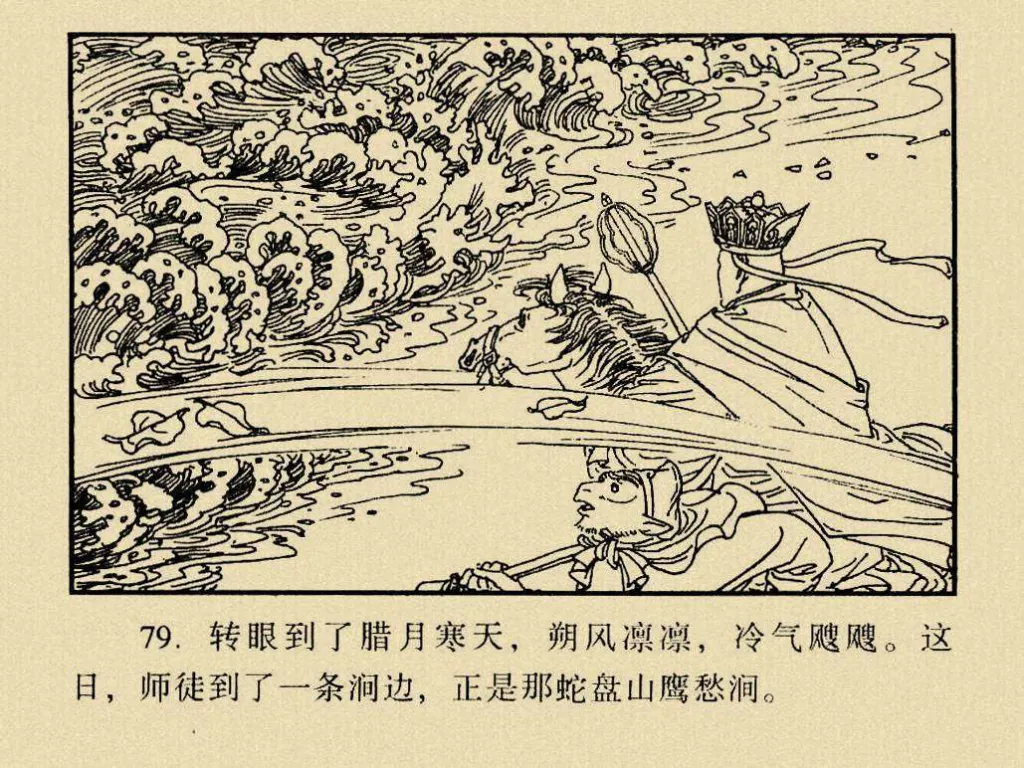 79. 转眼到了腊月寒天，朔风凛凛，冷气飕飕。这
日，师徒到了一条涧边，正是那蛇盘山鹰愁涧。